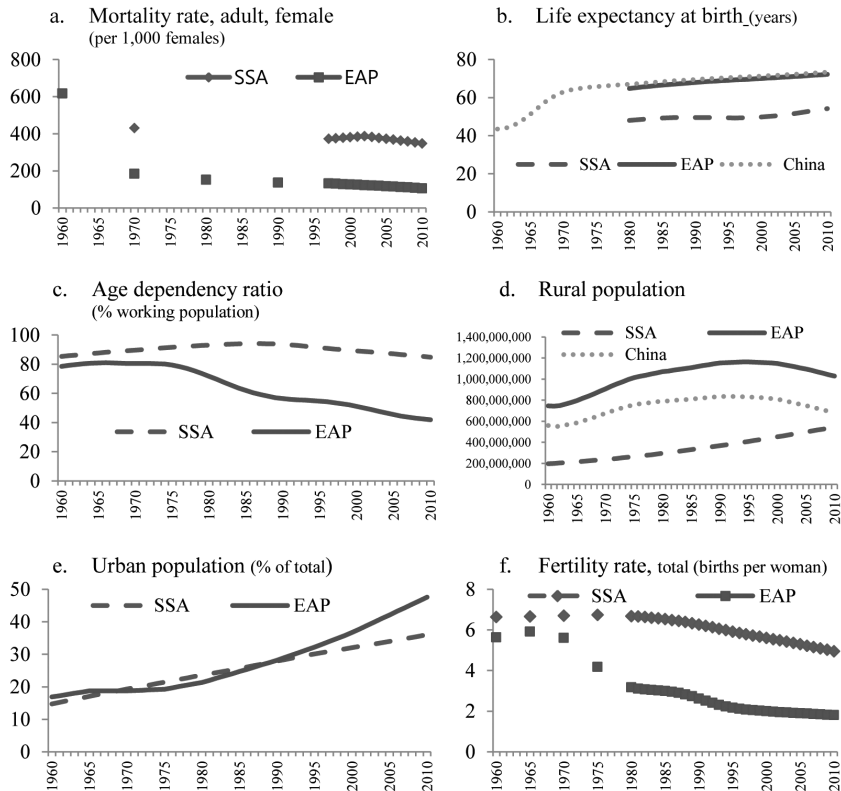 a. Mortality rate, adult, female
(per 1,000 females)
SSA EAP
800
600
400
200
0
1960 1965 1970 1975 1980 1985 1990 1995 2000 2005 2010
b. Life expectancy at birth (years)
80
60
40
20
0
SSA EAP China
1960 1965 1970 1975 1980 1985 1990 1995 2000 2005 2010
c. Age dependency ratio
(% working population)
100
80
60
40
20
0
SSA EAP
1960 1965 1970 1975 1980 1985 1990 1995 2000 2005 2010
d. Rural population
SSA EAP
China
1,400,000,000
1,200,000,000
1,000,000,000
800,000,000
600,000,000
400,000,000
200,000,000
0
1960 1965 1970 1975 1980 1985 1990 1995 2000 2005 2010
e. Urban population (% of total)
50
40
30
20
10
0
SSA EAP
1960 1965 1970 1975 1980 1985 1990 1995 2000 2005 2010
f. Fertility rate, total (births per woman)
8
6
4
2
0
SSA EAP
1960 1965 1970 1975 1980 1985 1990 1995 2000 2005 2010